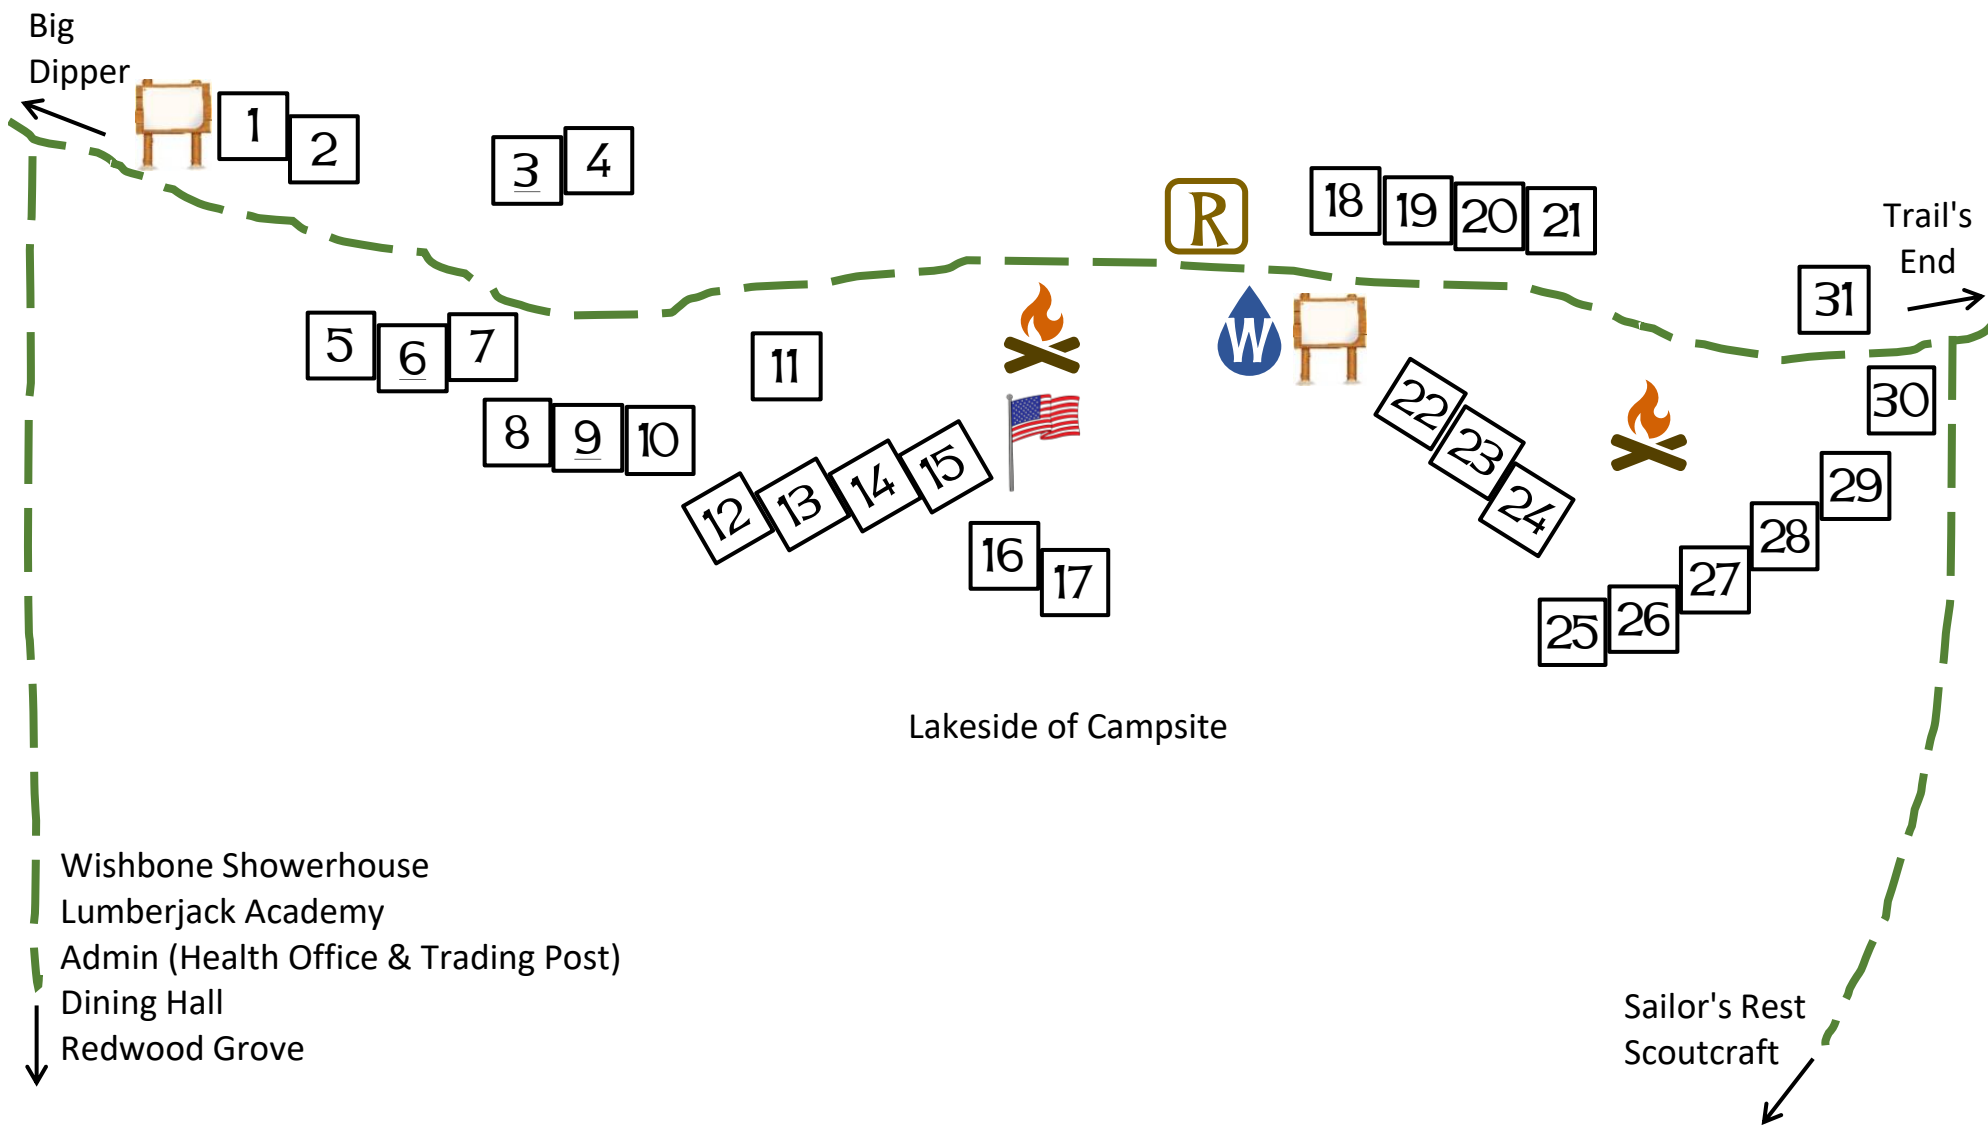 Big
Dipper
1
2
3
4
R
18
19
20
21
Trail's
End
31
5
6
7
11
W
30
22
23
24
8
9
10
12
13
14
15
29
28
16
17
27
26
25
Lakeside of Campsite
Wishbone Showerhouse
Lumberjack Academy
Admin (Health Office & Trading Post)
Dining Hall
Redwood Grove
Sailor's Rest
Scoutcraft